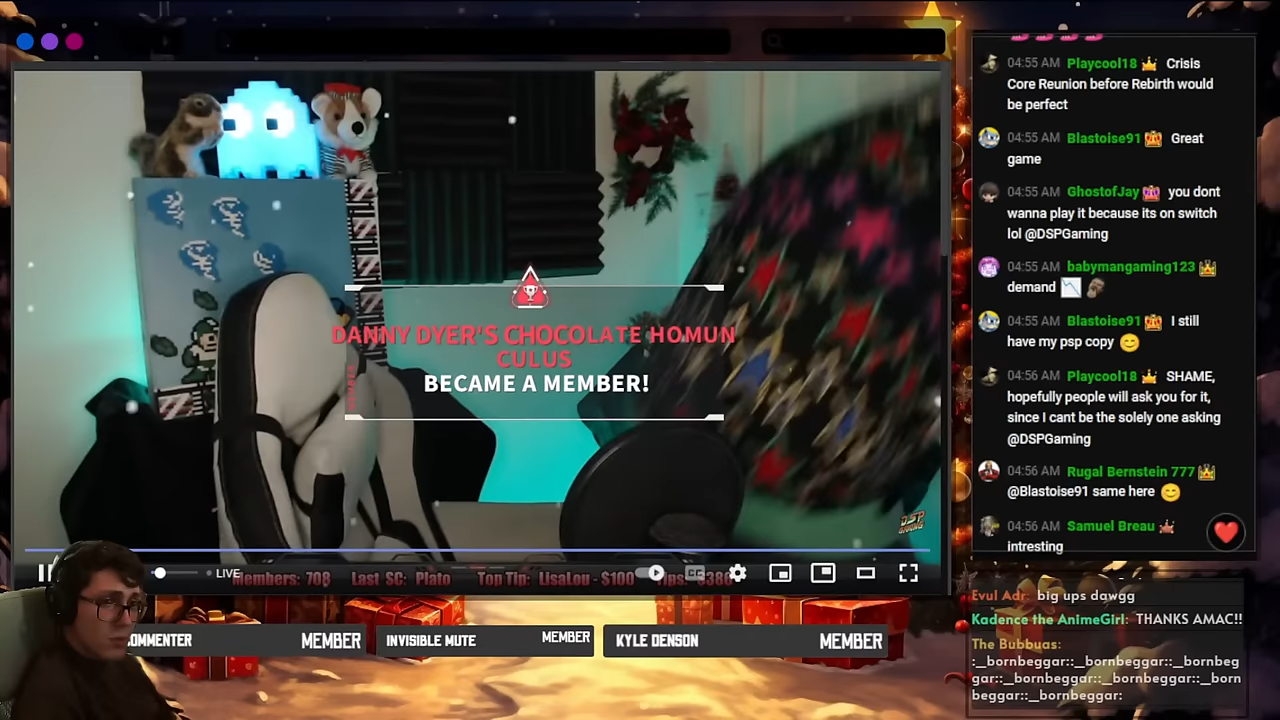 04:55 AM Playcool18 Crisis
Core Reunion before Rebirth would
be perfect
04:55 AM Blastoise91 Great
game
04:55 AM GhostofJay you dont
wanna play it because its on switch
lol @DSPGaming
04:55 AM babymangaming123
demand
04:55 AM Blastoise91 I still
have my psp copy
04:56 AM Playcool18 SHAME,
hopefully people will ask you for it,
since I cant be the solely one asking
@DSPGaming
04:56 AM Rugal Bernstein 777
@Blastoise91 same here
04:56 AM Samuel Breau
intresting
DANNY DYER'S CHOCOLATE HOMUN
CULUS
BECAME A MEMBER!
DSP
GAMING
LIVE
Members: 708 Last SC: Plato Top Tip: LisaLou - $100
CC
OMMENTER MEMBER
INVISIBLE MUTE MEMBER
KYLE DENSON MEMBER
Evul Adr: big ups dawgg
Kadence the AnimeGirl: THANKS AMAC!!
The Bubbuas:
:_bornbeggar::_bornbeggar::_bornbeg
gar::_bornbeggar::_bornbeggar::_born
beggar::_bornbeggar: